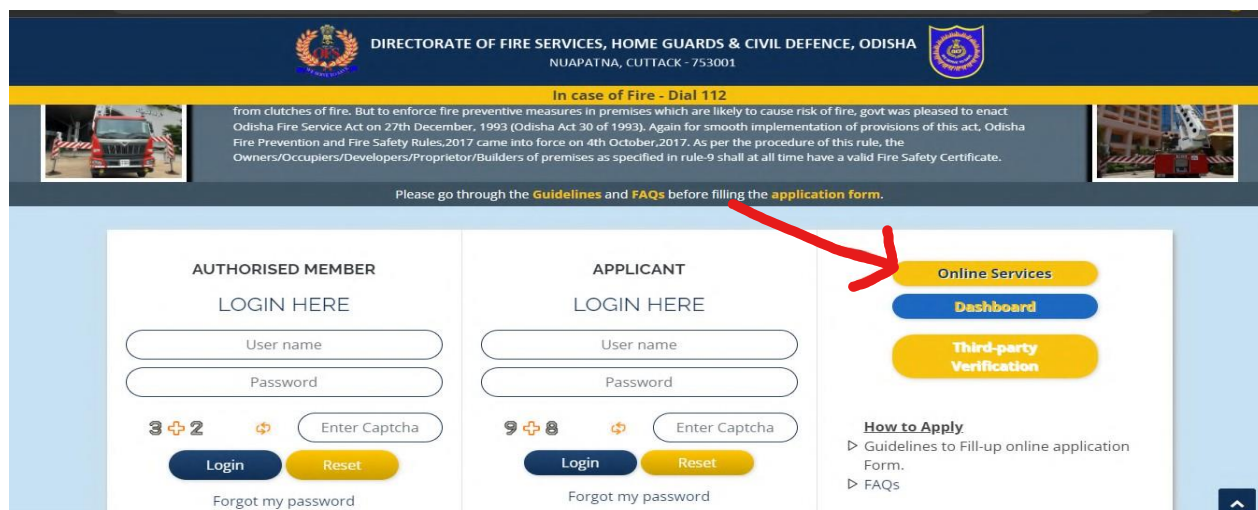 DIRECTORATE OF FIRE SERVICES, HOME GUARDS & CIVIL DEFENCE, ODISHA
NUAPATNA, CUTTACK - 753001
In case of Fire - Dial 112
from clutches of fire. But to enforce fire preventive measures in premises which are likely to cause risk of fire, govt was pleased to enact
Odisha Fire Service Act on 27th December, 1993 (Odisha Act 30 of 1993). Again for smooth implementation of provisions of this act, Odisha
Fire Prevention and Fire Safety Rules,2017 came into force on 4th October,2017. As per the procedure of this rule, the
Owners/Occupiers/Developers/Proprietor/Builders of premises as specified in rule-9 shall at all time have a valid Fire Safety Certificate.
Please go through the Guidelines and FAQs before filling the application form.
AUTHORISED MEMBER
LOGIN HERE
User name
Password
3+2
Enter Captcha
Login
Reset
Forgot my password
APPLICANT
LOGIN HERE
User name
Password
9+8
Enter Captcha
Login
Reset
Forgot my password
Online Services
Dashboard
Third-party
Verification
How to Apply
Guidelines to Fill-up online application
Form.
FAQs